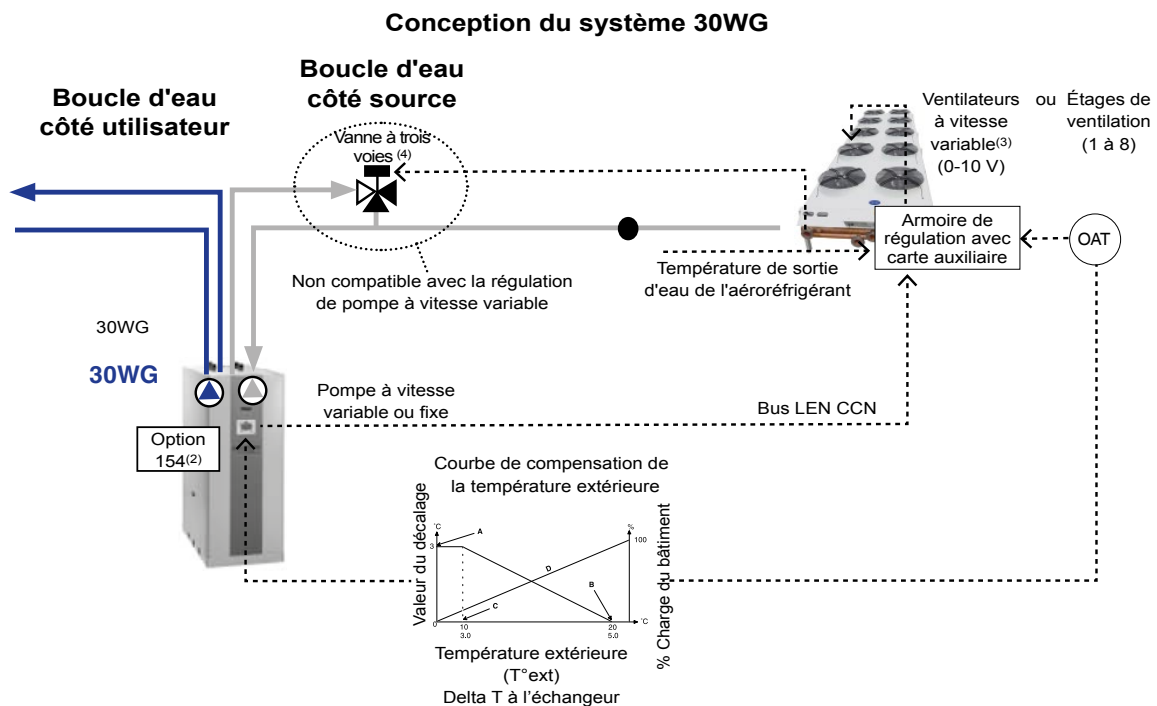 Conception du système 30WG
Boucle d'eau
côté source
Boucle d'eau
côté utilisateur
Vanne à trois
voies (4)
Ventilateurs
à vitesse
variable(3)
(0-10 V)
ou
Étages de
ventilation
(1 à 8)
Armoire de
régulation avec
carte auxiliaire
OAT
Température de sortie
d'eau de l'aéroréfrigérant
Non compatible avec la régulation
de pompe à vitesse variable
30WG
30WG
Pompe à vitesse
variable ou fixe
Bus LEN CCN
Option
154(2)
Courbe de compensation de
la température extérieure
Valeur du décalage
°C
A
3
%
100
D
B
C
0
10
3.0
20
5.0
°C
% Charge du bâtiment
Température extérieure
(T°ext)
Delta T à l'échangeur